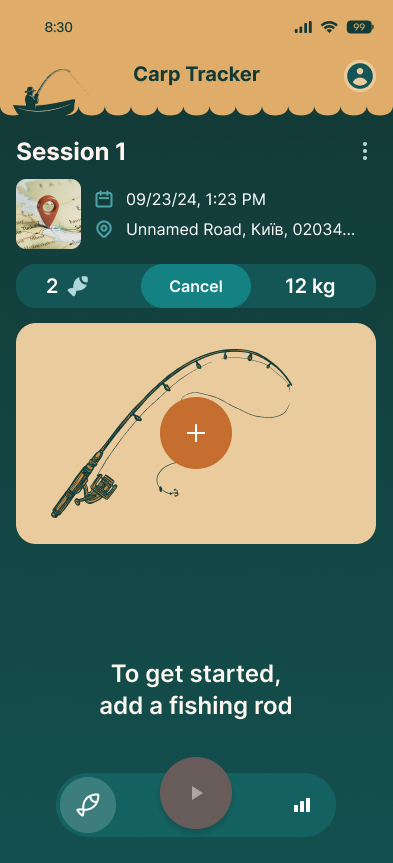 8:30
99
Carp Tracker
Session 1
09/23/24, 1:23 PM
Unnamed Road, Київ, 02034...
2
Cancel
12 kg
To get started,
add a fishing rod